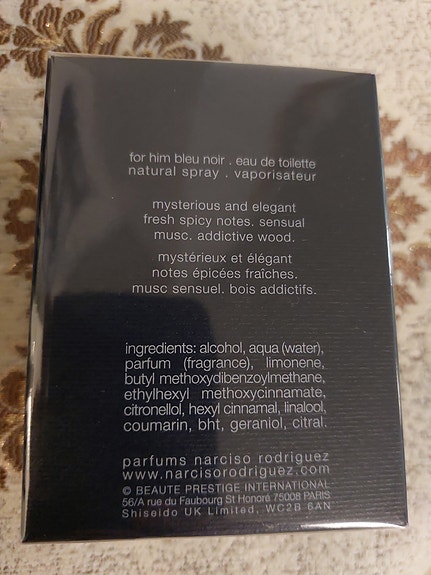 for him bleu noir . eau de toilette
natural spray . vaporisateur
mysterious and elegant
fresh spicy notes. sensual
musc. addictive wood.
mystérieux et élégant
notes épicées fraîches.
musc sensuel. bois addictifs.
ingredients: alcohol, aqua (water),
parfum (fragrance), limonene,
butyl methoxydibenzoylmethane,
ethylhexyl methoxycinnamate,
citronellol, hexyl cinnamal, linalool,
coumarin, bht, geraniol, citral.
parfums narciso rodriguez
www.narcisorodriguez.com
© BEAUTE PRESTIGE INTERNATIONAL
56/A rue du Faubourg St Honoré 75008 PARIS
Shiseido UK Limited, WC2B 6AN